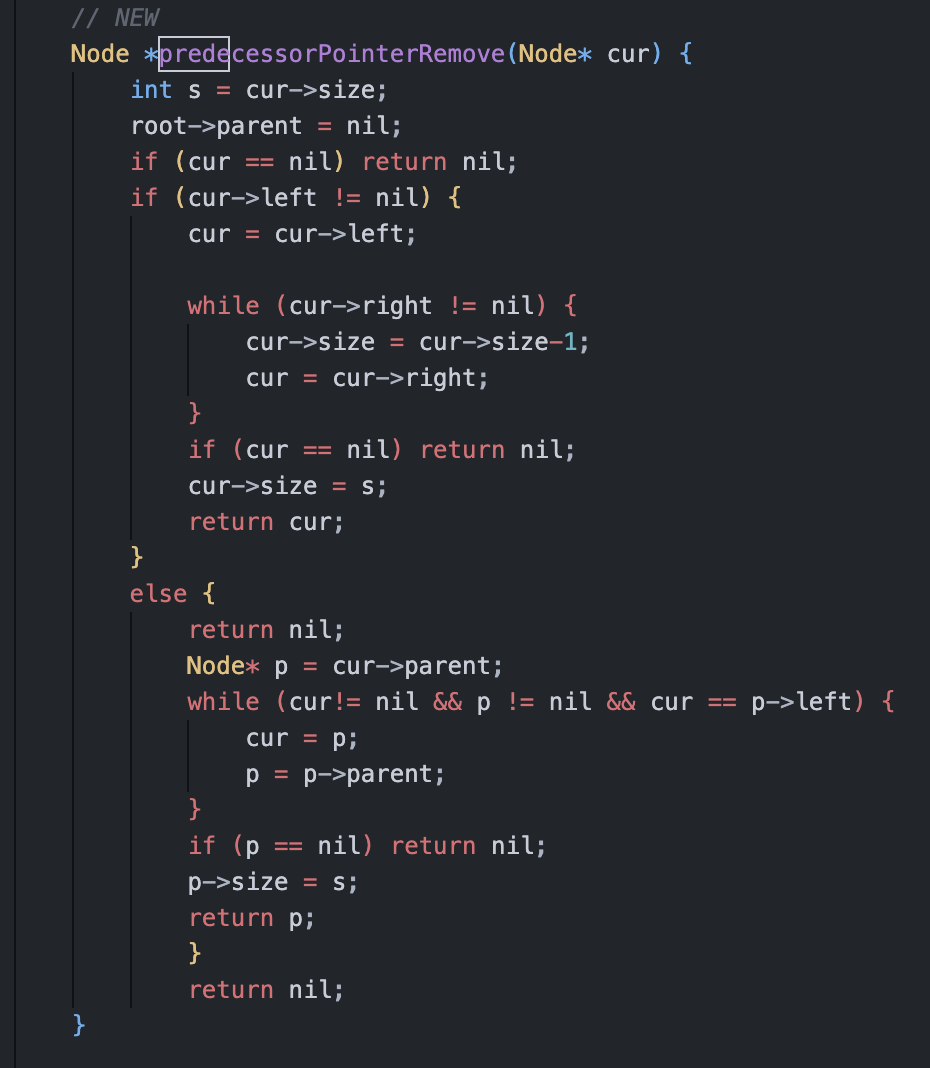 // NEW
Node *predecessorPointerRemove(Node* cur) {
    int s = cur->size;
    root->parent = nil;
    if (cur == nil) return nil;
    if (cur->left != nil) {
        cur = cur->left;

        while (cur->right != nil) {
            cur->size = cur->size-1;
            cur = cur->right;
        }
        if (cur == nil) return nil;
        cur->size = s;
        return cur;
    }
    else {
        return nil;
        Node* p = cur->parent;
        while (cur!= nil && p != nil && cur == p->left) {
            cur = p;
            p = p->parent;
        }
        if (p == nil) return nil;
        p->size = s;
        return p;
        }
        return nil;
}